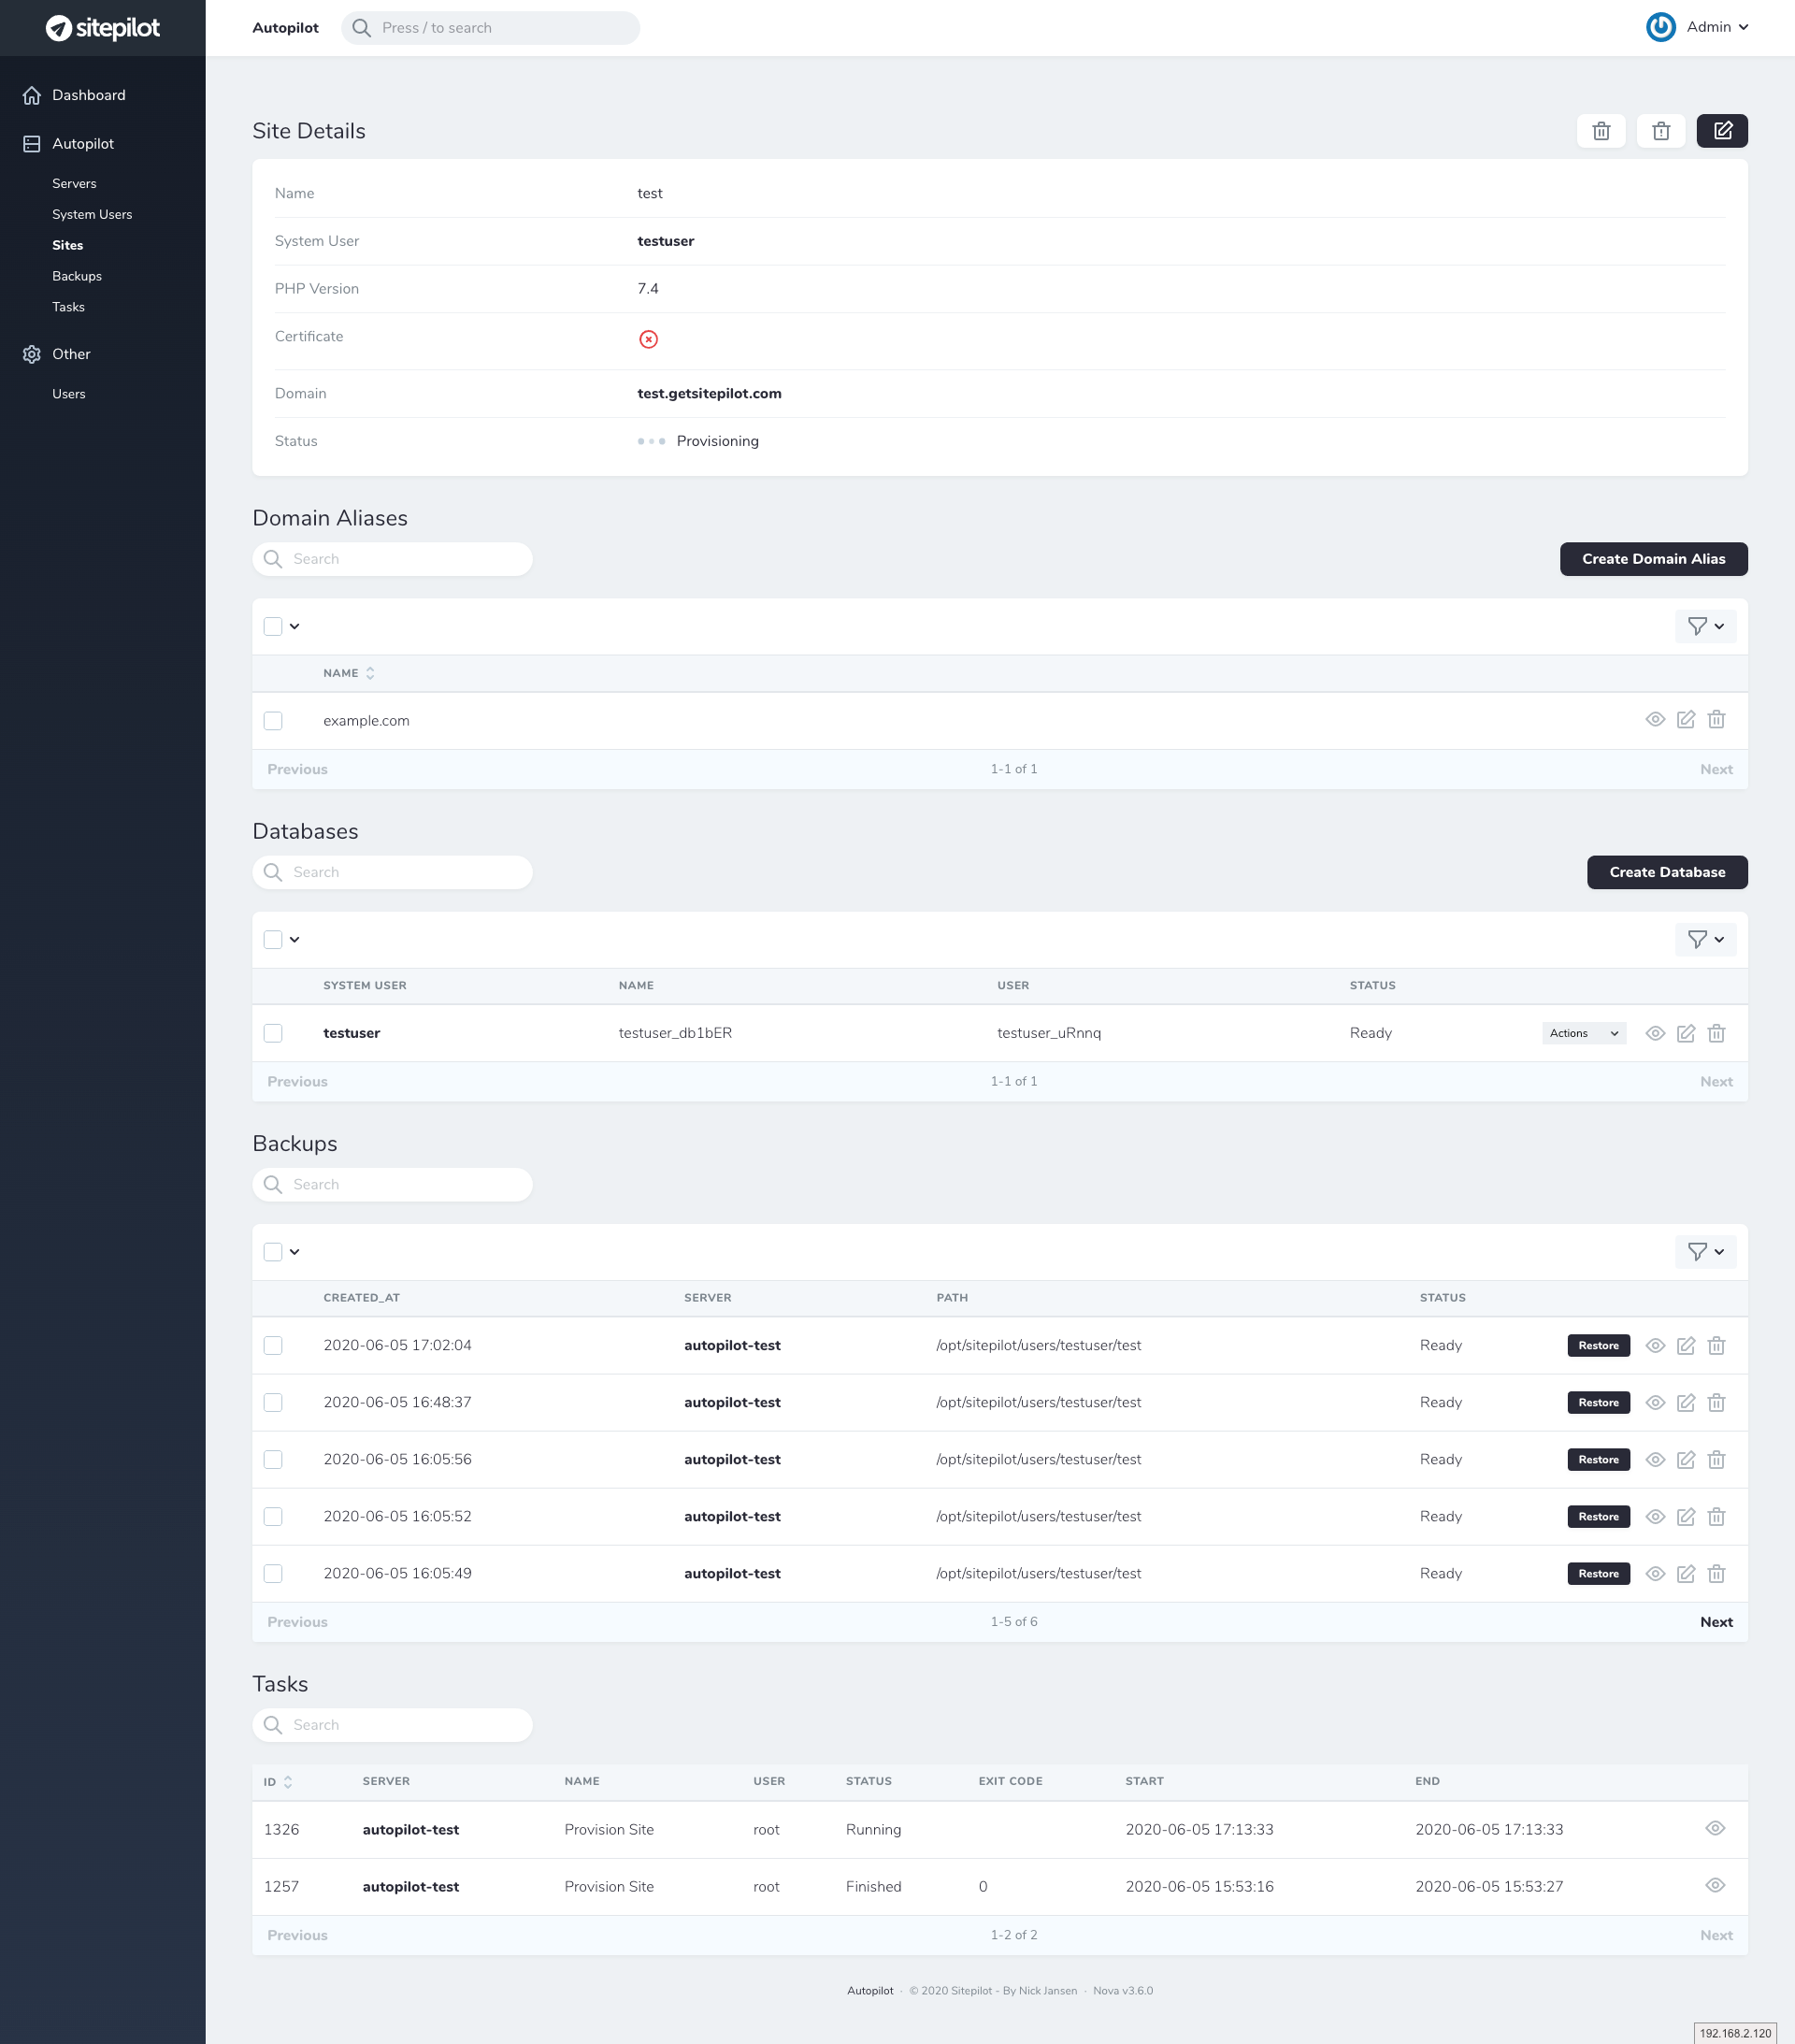 sitepilot
Autopilot
Press / to search
Admin
Dashboard
Autopilot
Servers
System Users
Sites
Backups
Tasks
Other
Users
Site Details
Name test
System User testuser
PHP Version 7.4
Certificate
Domain test.getsitepilot.com
Status Provisioning
Domain Aliases
Search
Create Domain Alias
NAME
example.com
Previous 1-1 of 1 Next
Databases
Search
Create Database
SYSTEM USER NAME USER STATUS
testuser testuser_db1bER testuser_uRnnq Ready Actions
Previous 1-1 of 1 Next
Backups
Search
CREATED_AT SERVER PATH STATUS
2020-06-05 17:02:04 autopilot-test /opt/sitepilot/users/testuser/test Ready Restore
2020-06-05 16:48:37 autopilot-test /opt/sitepilot/users/testuser/test Ready Restore
2020-06-05 16:05:56 autopilot-test /opt/sitepilot/users/testuser/test Ready Restore
2020-06-05 16:05:52 autopilot-test /opt/sitepilot/users/testuser/test Ready Restore
2020-06-05 16:05:49 autopilot-test /opt/sitepilot/users/testuser/test Ready Restore
Previous 1-5 of 6 Next
Tasks
Search
ID SERVER NAME USER STATUS EXIT CODE START END
1326 autopilot-test Provision Site root Running 2020-06-05 17:13:33 2020-06-05 17:13:33
1257 autopilot-test Provision Site root Finished 0 2020-06-05 15:53:16 2020-06-05 15:53:27
Previous 1-2 of 2 Next
Autopilot · © 2020 Sitepilot - By Nick Jansen · Nova v3.6.0
192.168.2.120